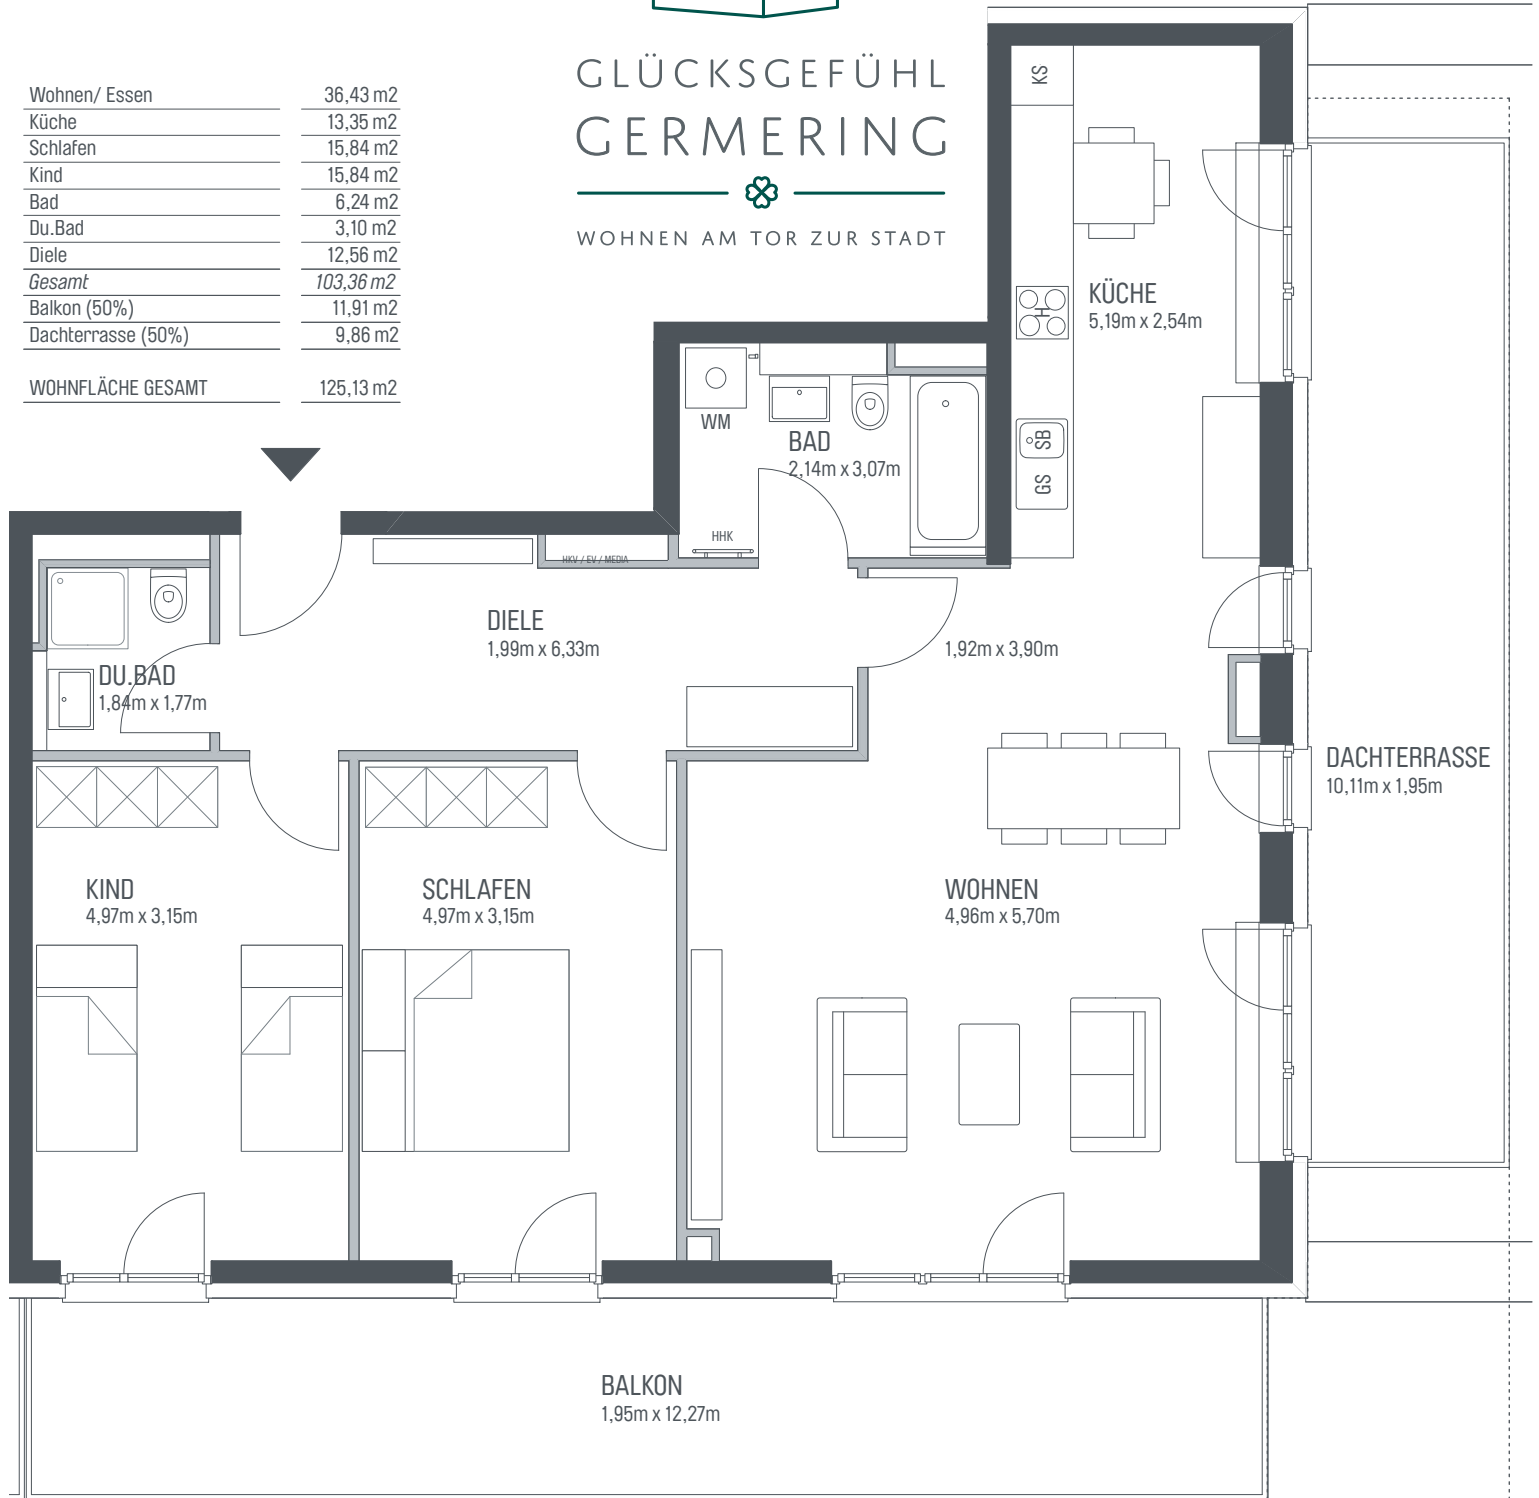 GLÜCKSGEFÜHL
GERMERING
WOHNEN AM TOR ZUR STADT
Wohnen/ Essen 36,43 m2
Küche 13,35 m2
Schlafen 15,84 m2
Kind 15,84 m2
Bad 6,24 m2
Du.Bad 3,10 m2
Diele 12,56 m2
Gesamt 103,36 m2
Balkon (50%) 11,91 m2
Dachterrasse (50%) 9,86 m2
WOHNFLÄCHE GESAMT 125,13 m2
KS
KÜCHE
5,19m x 2,54m
WM
BAD
2,14m x 3,07m
SB
GS
HHK
HKV / EV / MEDIA
DIELE
1,99m x 6,33m
1,92m x 3,90m
DU.BAD
1,84m x 1,77m
DACHTERRASSE
10,11m x 1,95m
KIND
4,97m x 3,15m
SCHLAFEN
4,97m x 3,15m
WOHNEN
4,96m x 5,70m
BALKON
1,95m x 12,27m